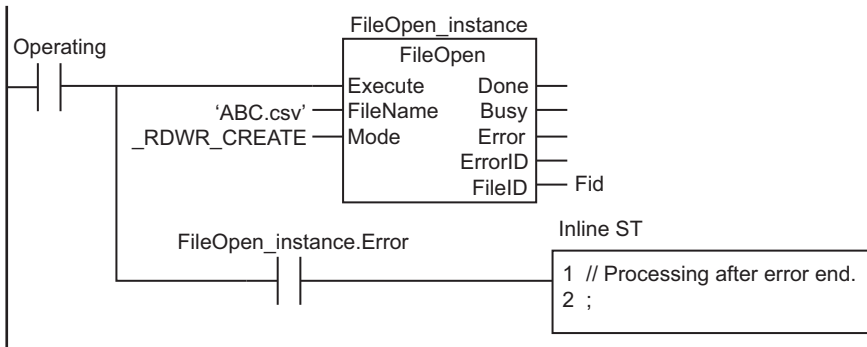 FileOpen_instance
Operating
FileOpen
Execute Done
'ABC.csv' FileName Busy
_RDWR_CREATE Mode Error
ErrorID
FileID Fid
Inline ST
FileOpen_instance.Error
1 // Processing after error end.
2 ;